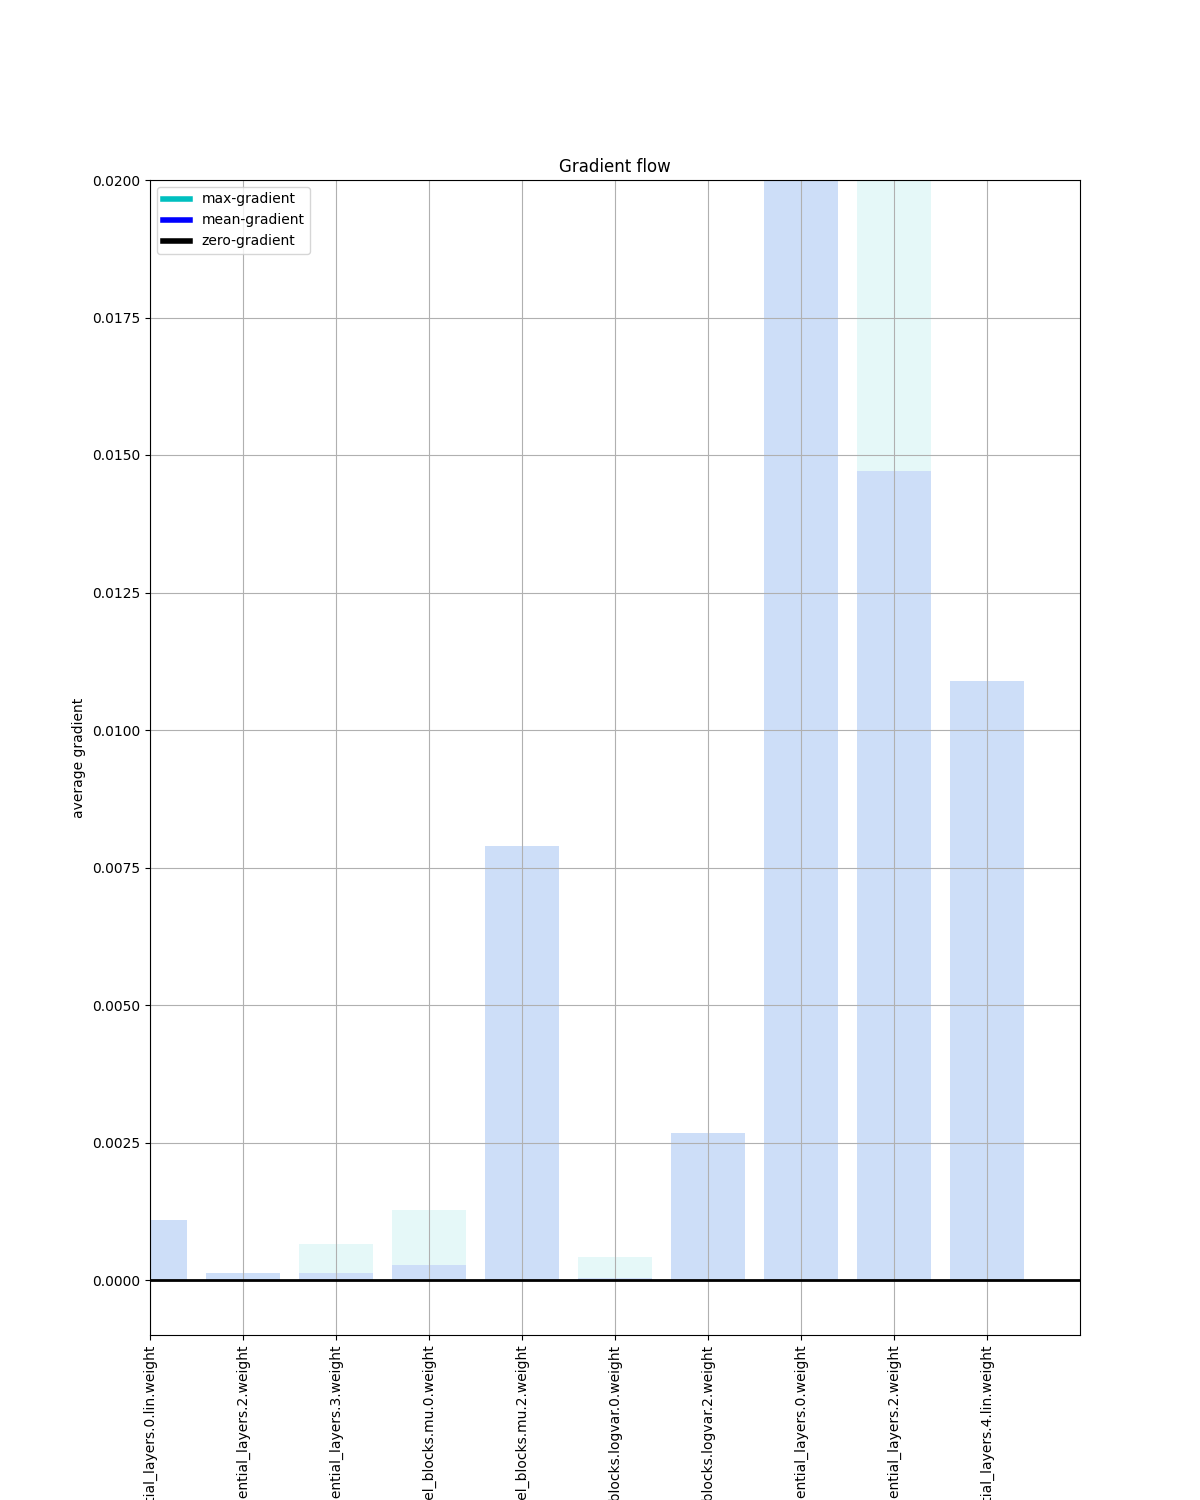 Gradient flow
max-gradient
mean-gradient
zero-gradient
0.0200
0.0175
0.0150
0.0125
0.0100
0.0075
0.0050
0.0025
0.0000
average gradient
tial_layers.0.lin.weight
ential_layers.2.weight
ential_layers.3.weight
el_blocks.mu.0.weight
el_blocks.mu.2.weight
blocks.logvar.0.weight
blocks.logvar.2.weight
ential_layers.0.weight
ential_layers.2.weight
tial_layers.4.lin.weight